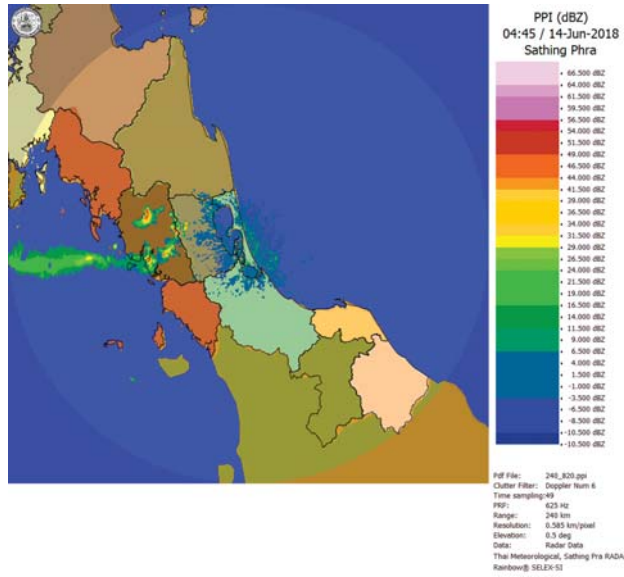 PPI (dBZ)
04:45 / 14-Jun-2018
Sathing Phra
66.500 dBZ
64.000 dBZ
61.500 dBZ
59.500 dBZ
56.500 dBZ
54.000 dBZ
51.500 dBZ
49.000 dBZ
46.500 dBZ
44.000 dBZ
41.500 dBZ
39.000 dBZ
36.500 dBZ
34.000 dBZ
31.500 dBZ
29.000 dBZ
26.500 dBZ
24.000 dBZ
21.500 dBZ
19.000 dBZ
16.500 dBZ
14.000 dBZ
11.500 dBZ
9.000 dBZ
6.500 dBZ
4.000 dBZ
1.500 dBZ
-1.000 dBZ
-3.500 dBZ
-6.500 dBZ
-8.500 dBZ
-10.500 dBZ
-10.500 dBZ
Pdf File: 240_820.ppi
Clutter Filter: Doppler Num 6
Time sampling:49
PRF: 625 Hz
Range: 240 km
Resolution: 0.585 km/pixel
Elevation: 0.5 deg
Data: Radar Data
Thai Meteorological, Sathing Pra RADA
Rainbow® SELEX-SI